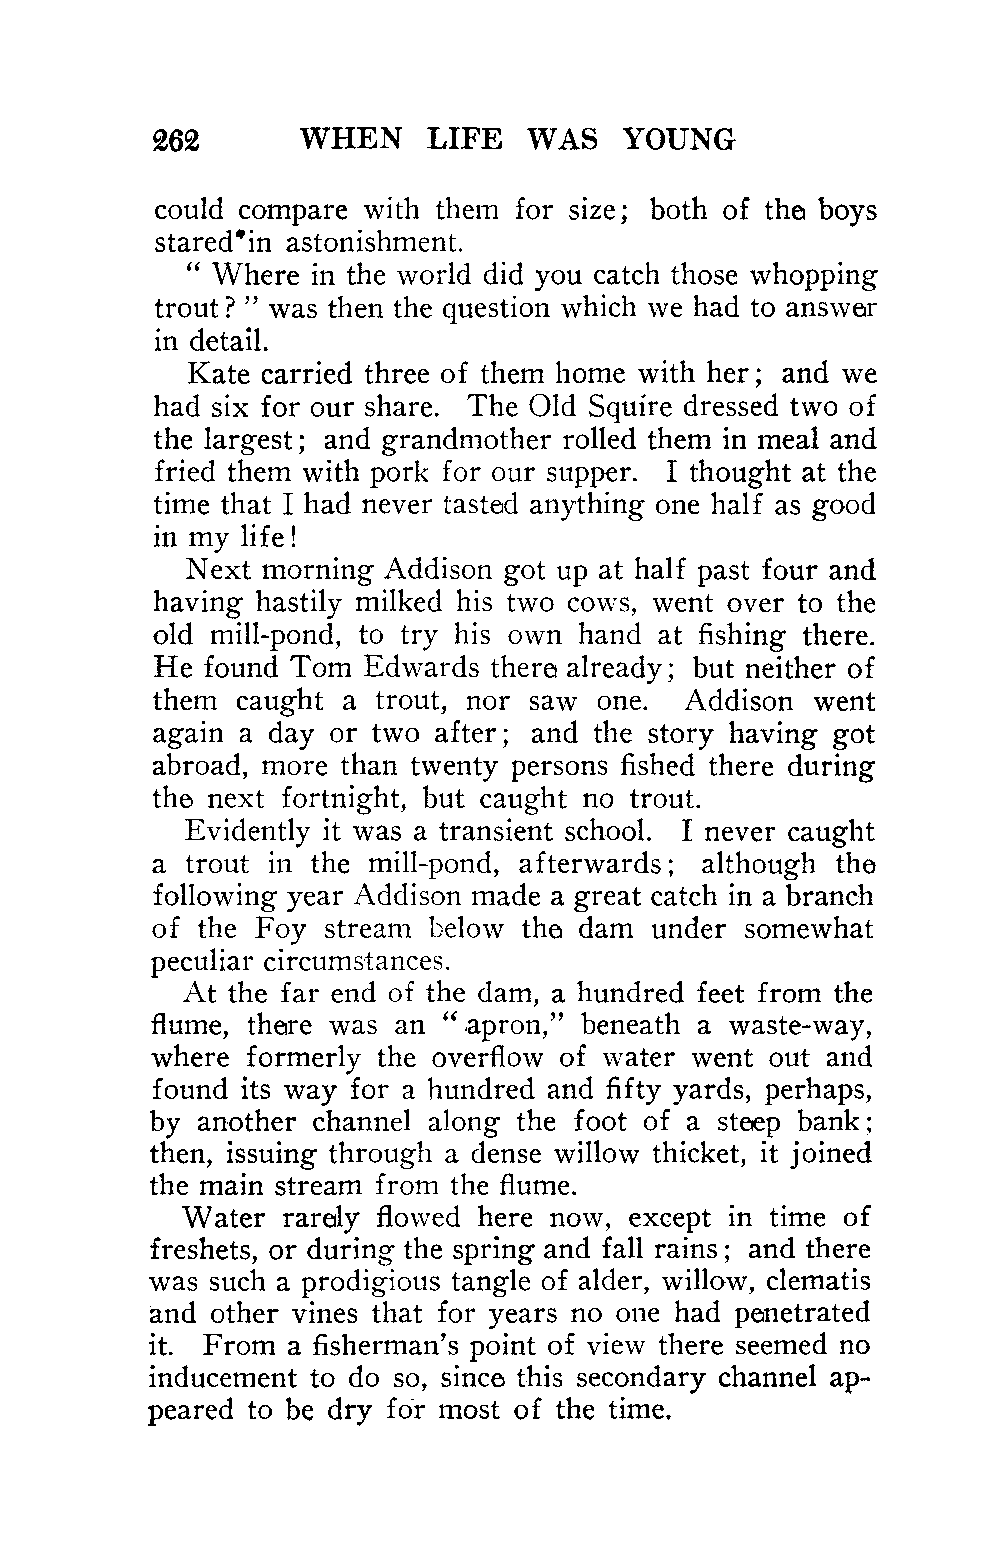 262 WHEN LIFE WAS YOUNG
could compare with them for size; both of the boys
stared in astonishment.
" Where in the world did you catch those whopping
trout? " was then the question which we had to answer
in detail.
Kate carried three of them home with her; and we
had six for our share. The Old Squire dressed two of
the largest; and grandmother rolled them in meal and
fried them with pork for our supper. I thought at the
time that I had never tasted anything one half as good
in my life!
Next morning Addison got up at half past four and
having hastily milked his two cows, went over to the
old mill-pond, to try his own hand at fishing there.
He found Tom Edwards there already; but neither of
them caught a trout, nor saw one. Addison went
again a day or two after; and the story having got
abroad, more than twenty persons fished there during
the next fortnight, but caught no trout.
Evidently it was a transient school. I never caught
a trout in the mill-pond, afterwards; although the
following year Addison made a great catch in a branch
of the Foy stream below the dam under somewhat
peculiar circumstances.
At the far end of the dam, a hundred feet from the
flume, there was an " apron," beneath a waste-way,
where formerly the overflow of water went out and
found its way for a hundred and fifty yards, perhaps,
by another channel along the foot of a steep bank;
then, issuing through a dense willow thicket, it joined
the main stream from the flume.
Water rarely flowed here now, except in time of
freshets, or during the spring and fall rains; and there
was such a prodigious tangle of alder, willow, clematis
and other vines that for years no one had penetrated
it. From a fisherman's point of view there seemed no
inducement to do so, since this secondary channel ap-
peared to be dry for most of the time.